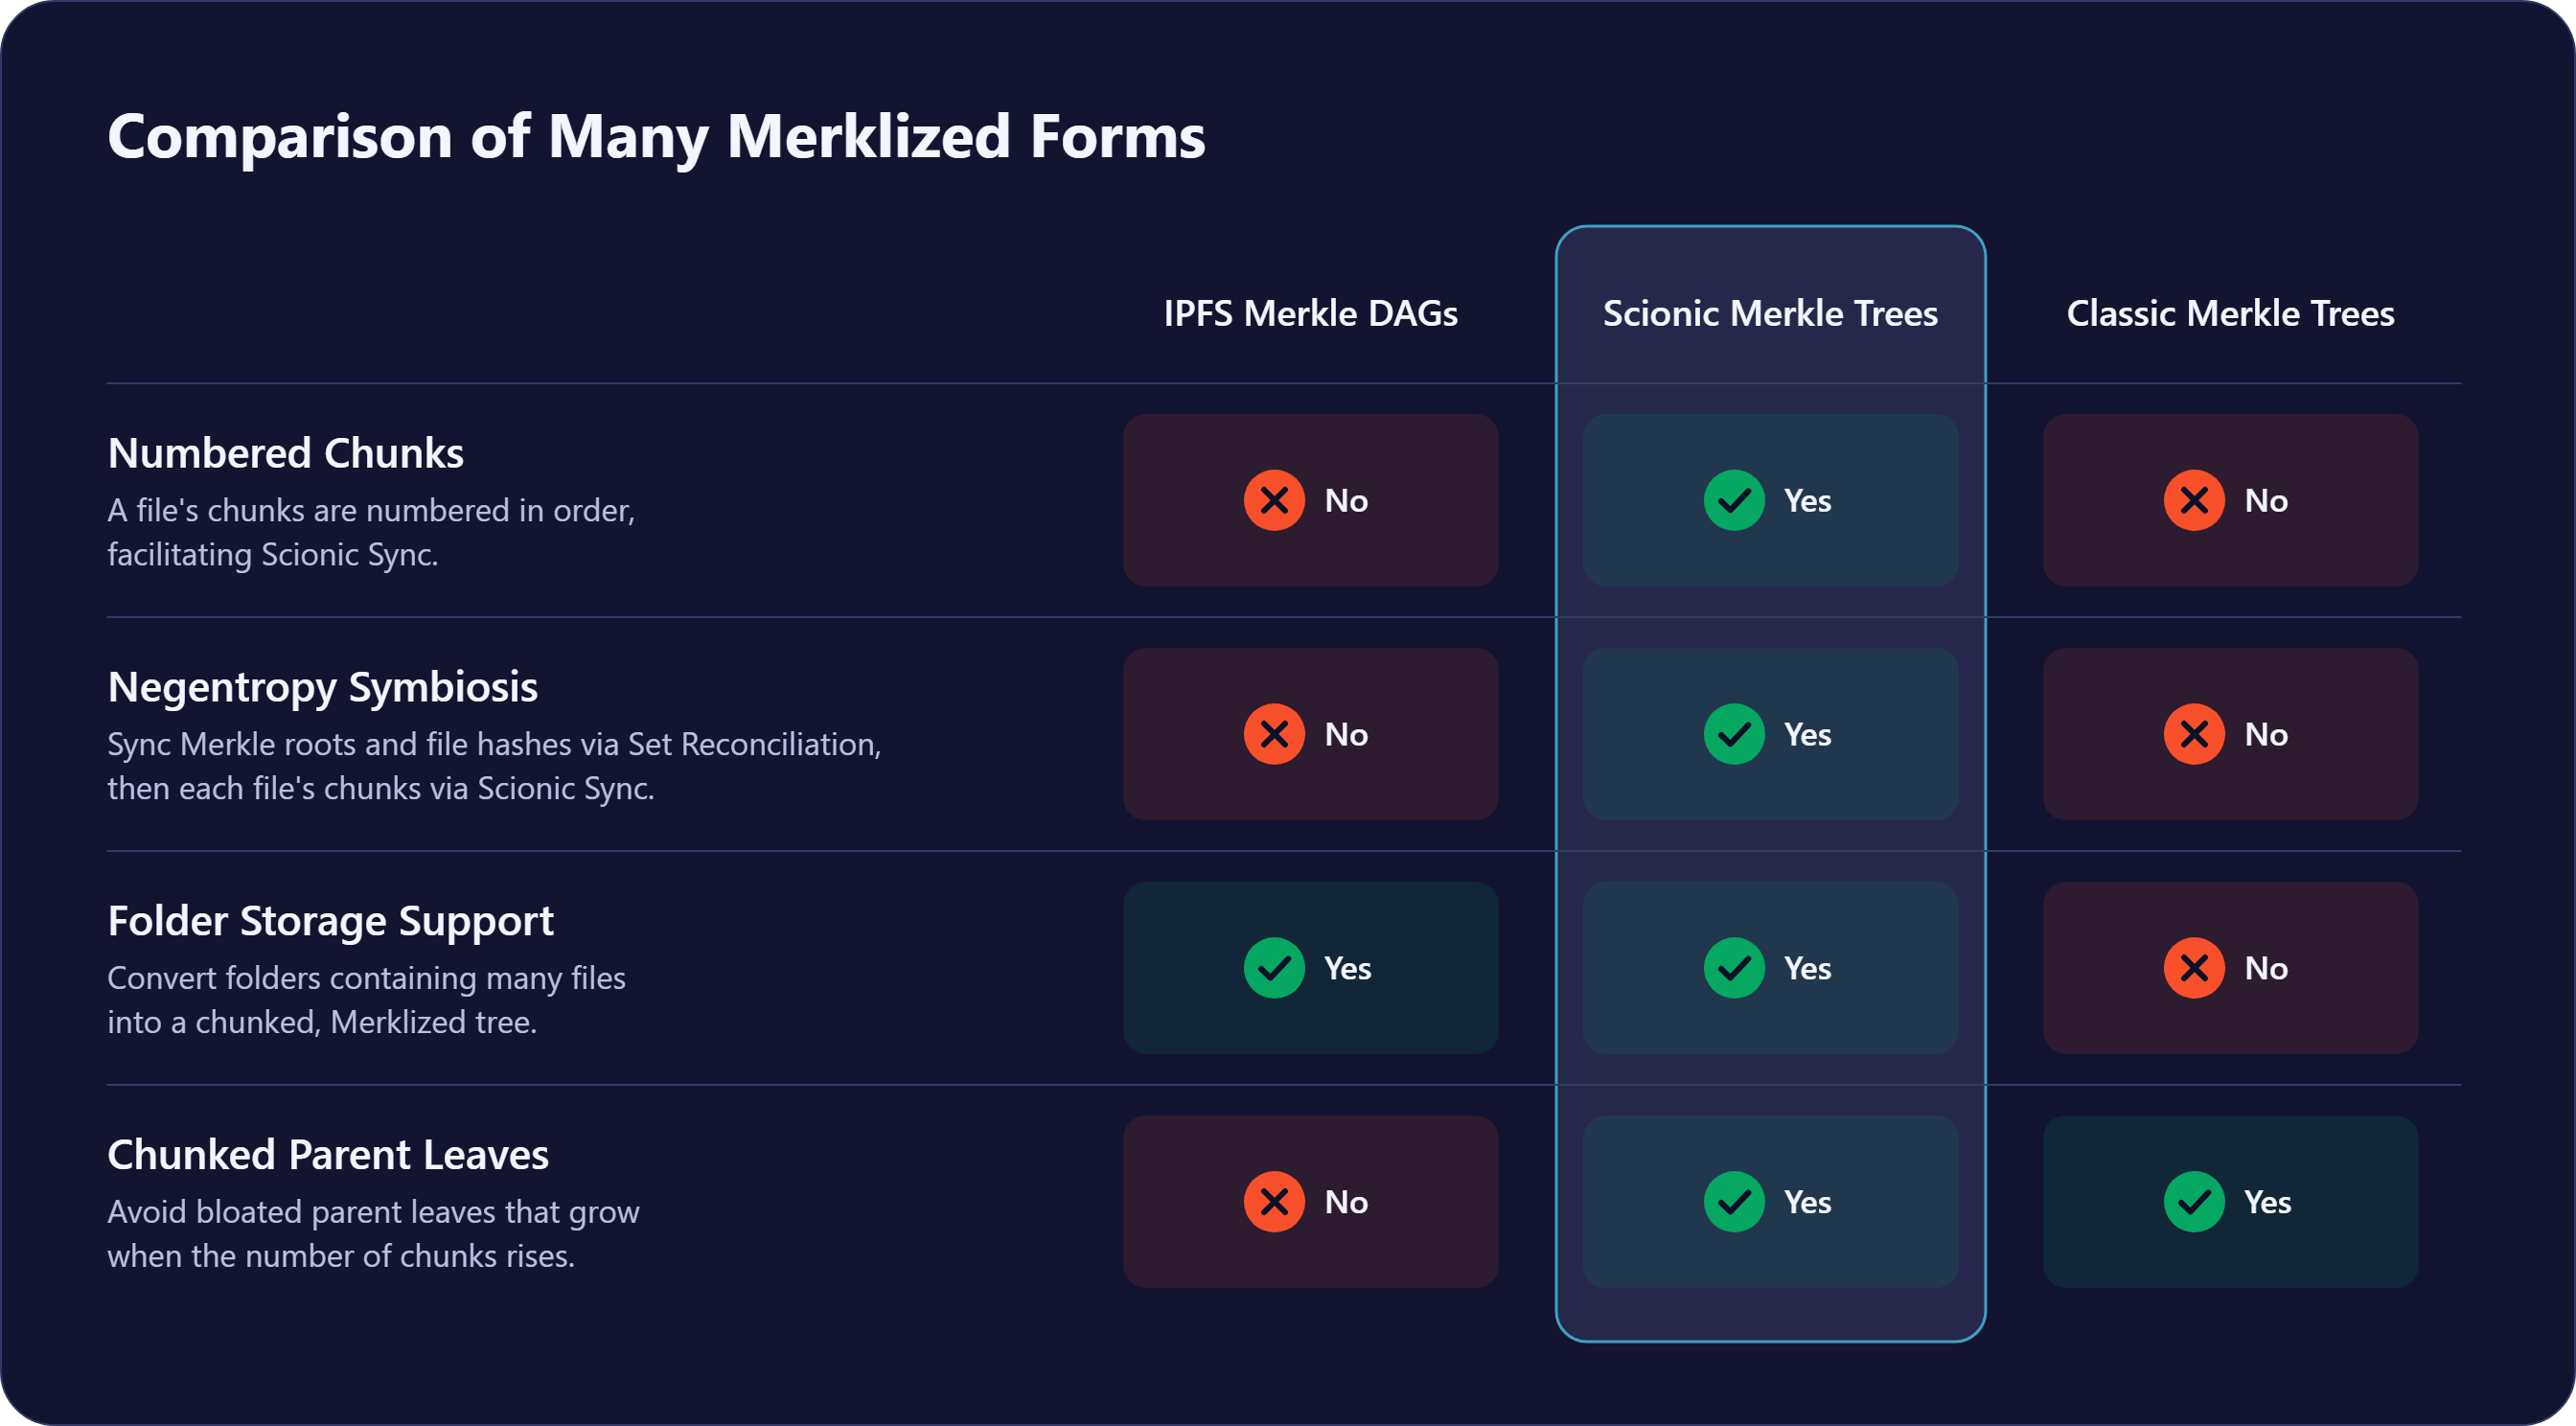 Comparison of Many Merklized Forms
IPFS Merkle DAGs
Scionic Merkle Trees
Classic Merkle Trees
Numbered Chunks
A file's chunks are numbered in order,
facilitating Scionic Sync.
No
Yes
No
Negentropy Symbiosis
Sync Merkle roots and file hashes via Set Reconciliation,
then each file's chunks via Scionic Sync.
No
Yes
No
Folder Storage Support
Convert folders containing many files
into a chunked, Merklized tree.
Yes
Yes
No
Chunked Parent Leaves
Avoid bloated parent leaves that grow
when the number of chunks rises.
No
Yes
Yes